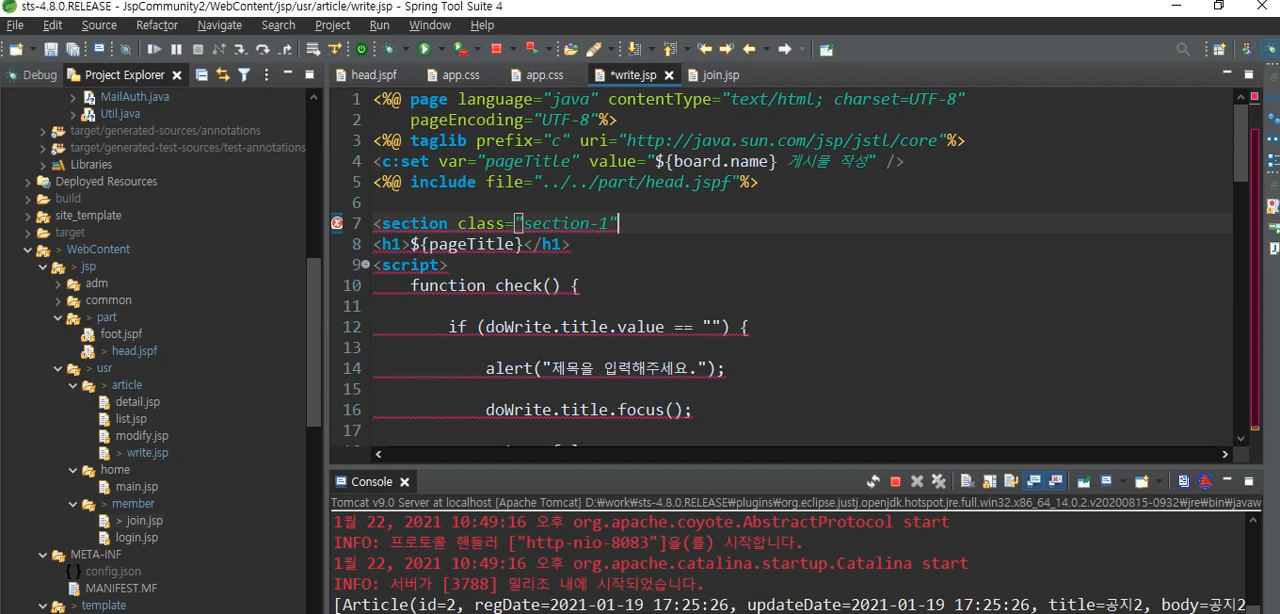 sts-4.8.0.RELEASE - JspCommunity2/WebContent/jsp/usr/article/write.jsp - Spring Tool Suite 4
File Edit Source Refactor Navigate Search Project Run Window Help
Debug Project Explorer
head.jspf app.css app.css *write.jsp join.jsp
MailAuth.java
Util.java
target/generated-sources/annotations
target/generated-test-sources/test-annotations
Libraries
Deployed Resources
build
site_template
target
> WebContent
> jsp
adm
common
> part
foot.jspf
> head.jspf
> usr
> article
detail.jsp
list.jsp
modify.jsp
> write.jsp
home
main.jsp
> member
> join.jsp
login.jsp
META-INF
config.json
MANIFEST.MF
> template
1 <%@ page language="java" contentType="text/html; charset=UTF-8"
2 pageEncoding="UTF-8"%>
3 <%@ taglib prefix="c" uri="http://java.sun.com/jsp/jstl/core"%>
4 <c:set var="pageTitle" value="${board.name} 게시물 작성" />
5 <%@ include file="../../part/head.jspf"%>
6
7 <section class="section-1"
8 <h1>${pageTitle}</h1>
9 <script>
10 function check() {
11
12 if (doWrite.title.value == "") {
13
14 alert("제목을 입력해주세요.");
15
16 doWrite.title.focus();
17
Console
Tomcat v9.0 Server at localhost [Apache Tomcat] D:₩work₩sts-4.8.0.RELEASE₩plugins₩org.eclipse.justj.openjdk.hotspot.jre.full.win32.x86_64_14.0.2.v20200815-0932₩jre₩bin₩javaw
1월 22, 2021 10:49:16 오후 org.apache.coyote.AbstractProtocol start
INFO: 프로토콜 핸들러 ["http-nio-8083"]을(를) 시작합니다.
1월 22, 2021 10:49:16 오후 org.apache.catalina.startup.Catalina start
INFO: 서버가 [3788] 밀리초 내에 시작되었습니다.
[Article(id=2, regDate=2021-01-19 17:25:26, updateDate=2021-01-19 17:25:26, title=공지2, body=공지2